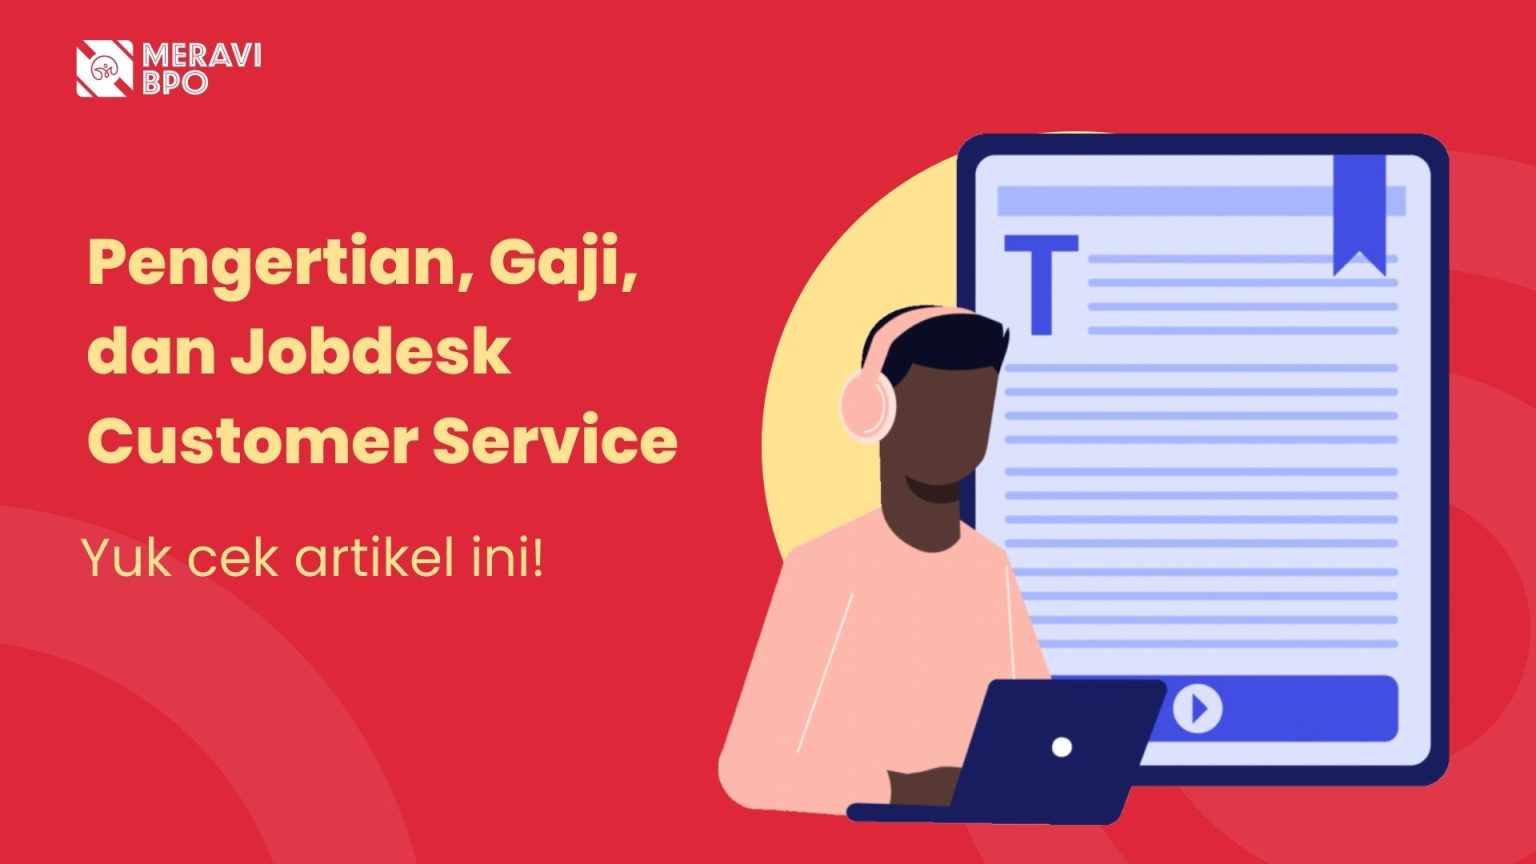 MERAVI
BPO
Pengertian, Gaji,
dan Jobdesk
Customer Service
Yuk cek artikel ini!
T